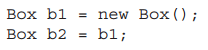 Box b1 = new Box();
Box b2 = b1;